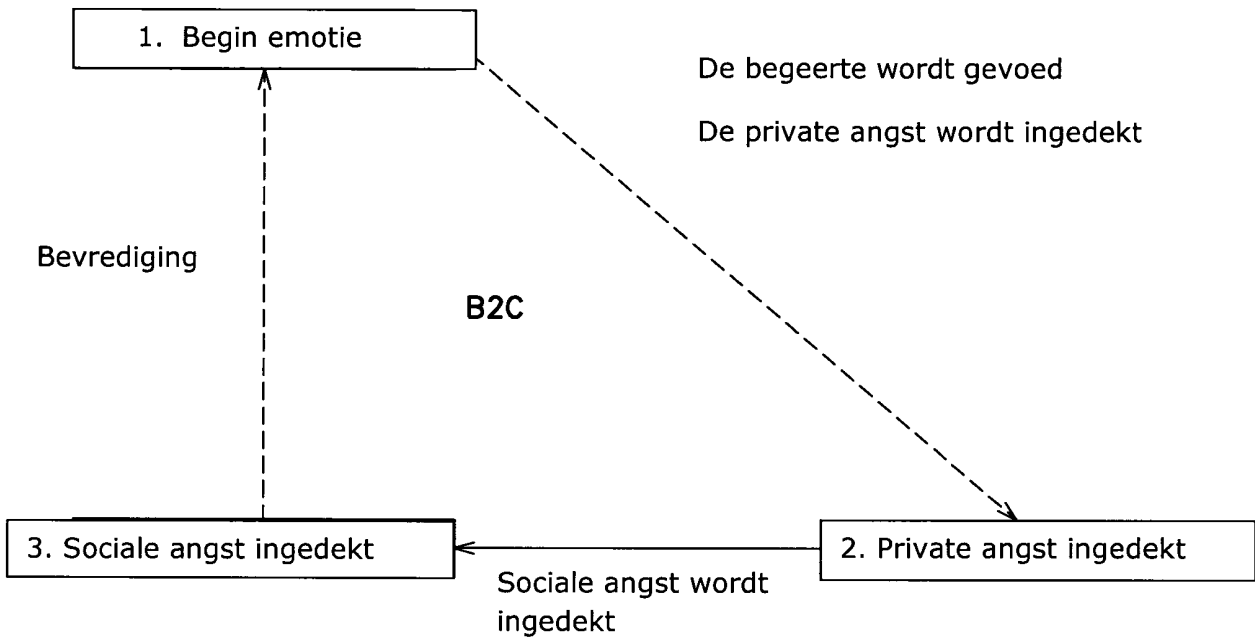 1. Begin emotie
De begeerte wordt gevoed
De private angst wordt ingedekt
Bevrediging
B2C
3. Sociale angst ingedekt
2. Private angst ingedekt
Sociale angst wordt
ingedekt